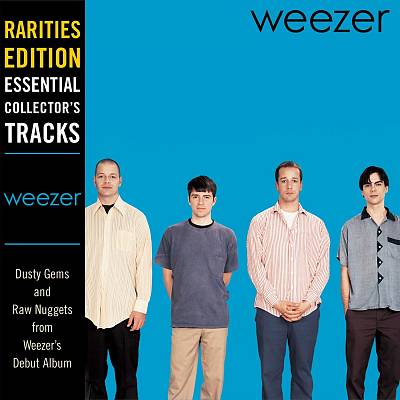 RARITIES
EDITION
ESSENTIAL
COLLECTOR'S
TRACKS
weezer
Dusty Gems
and
Raw Nuggets
from
Weezer's
Debut Album
weezer